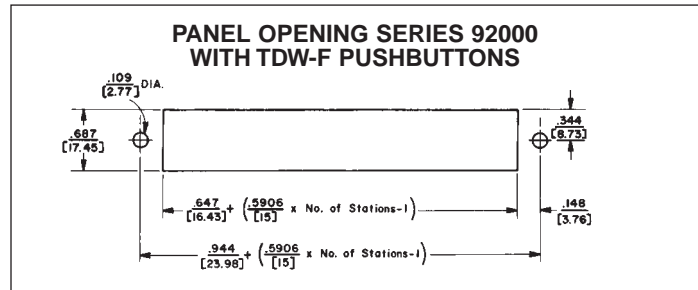 PANEL OPENING SERIES 92000
WITH TDW-F PUSHBUTTONS
.109
[2.77] DIA.
.687
[17.45]
.344
[8.73]
.647
[16.43] + (.5906
[15] x No. of Stations-1)
.148
[3.76]
.944
[23.98] + (.5906
[15] x No. of Stations-1)